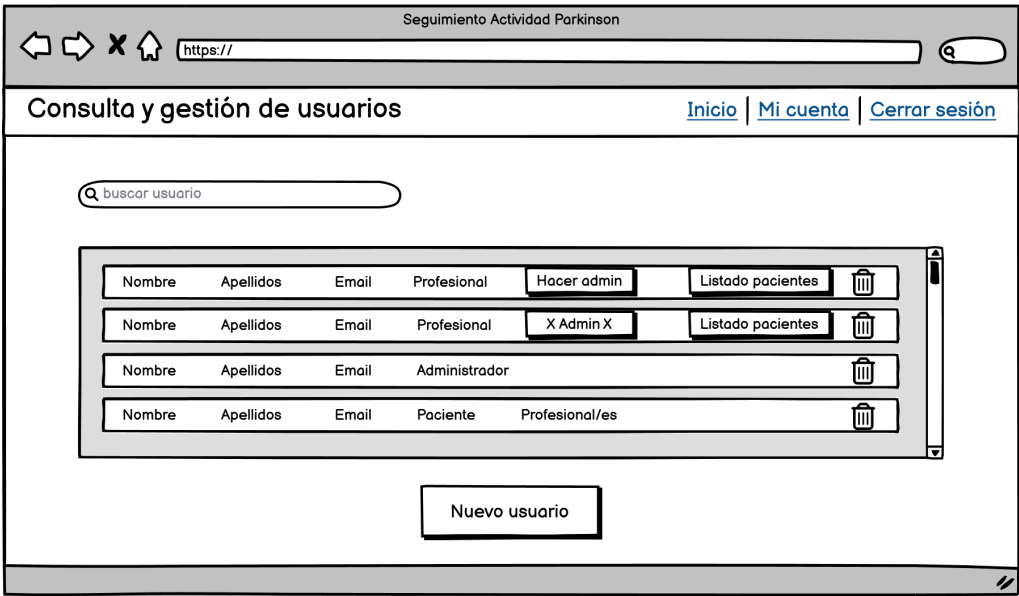 Seguimiento Actividad Parkinson
https://
Consulta y gestión de usuarios Inicio Mi cuenta Cerrar sesión
buscar usuario
Nombre Apellidos Email Profesional Hacer admin Listado pacientes
Nombre Apellidos Email Profesional X Admin X Listado pacientes
Nombre Apellidos Email Administrador
Nombre Apellidos Email Paciente Profesional/es
Nuevo usuario